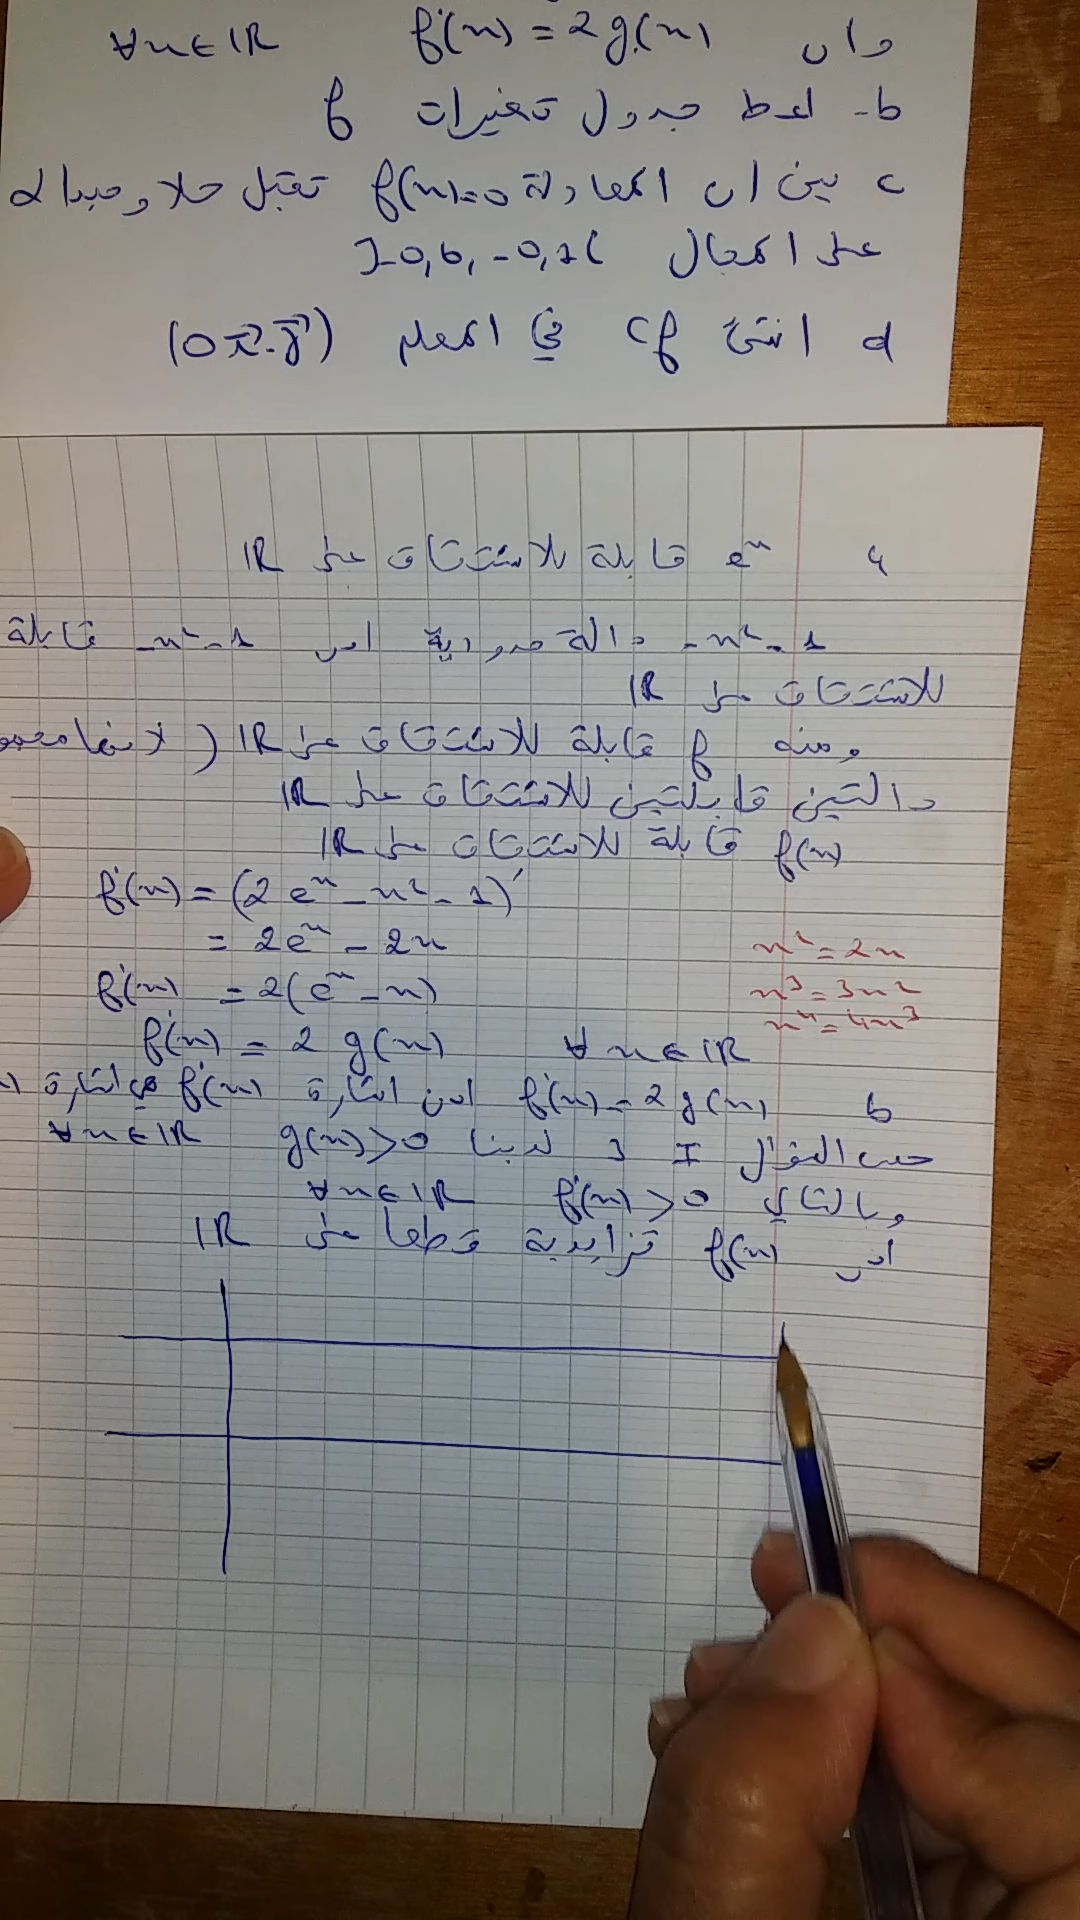 وان f'(x) = 2g(x) ∀x∈IR
b- اعط جدول تغيرات f
c بين ان المعادلة f(x)=0 تقبل حلا وحيدا α
على المجال ]-0,6, -0,7[
d انشئ Cf في المعلم (O i⃗. j⃗)
4 eˣ قابلة للاشتقاق على IR
-x²-1 دالة حدودية اذن -x²-1 قابلة
للاشتقاق على IR
ومنه f قابلة للاشتقاق على IR ( لانها
دالتين قابلتين للاشتقاق على IR
f(x) قابلة للاشتقاق على IR
f'(x) = (2eˣ - x² - 1)'
= 2eˣ - 2x
x² = 2x
f'(x) = 2(eˣ - x)
x³ = 3x²
x⁴ = 4x³
f'(x) = 2 g(x) ∀x∈IR
b f'(x) = 2g(x) اذن اشارة f'(x) هي اشارة
حسب السؤال I 3 لدينا g(x)>0 ∀x∈IR
وبالتالي f'(x)>0 ∀x∈IR
اذن f(x) تزايدية قطعا على IR